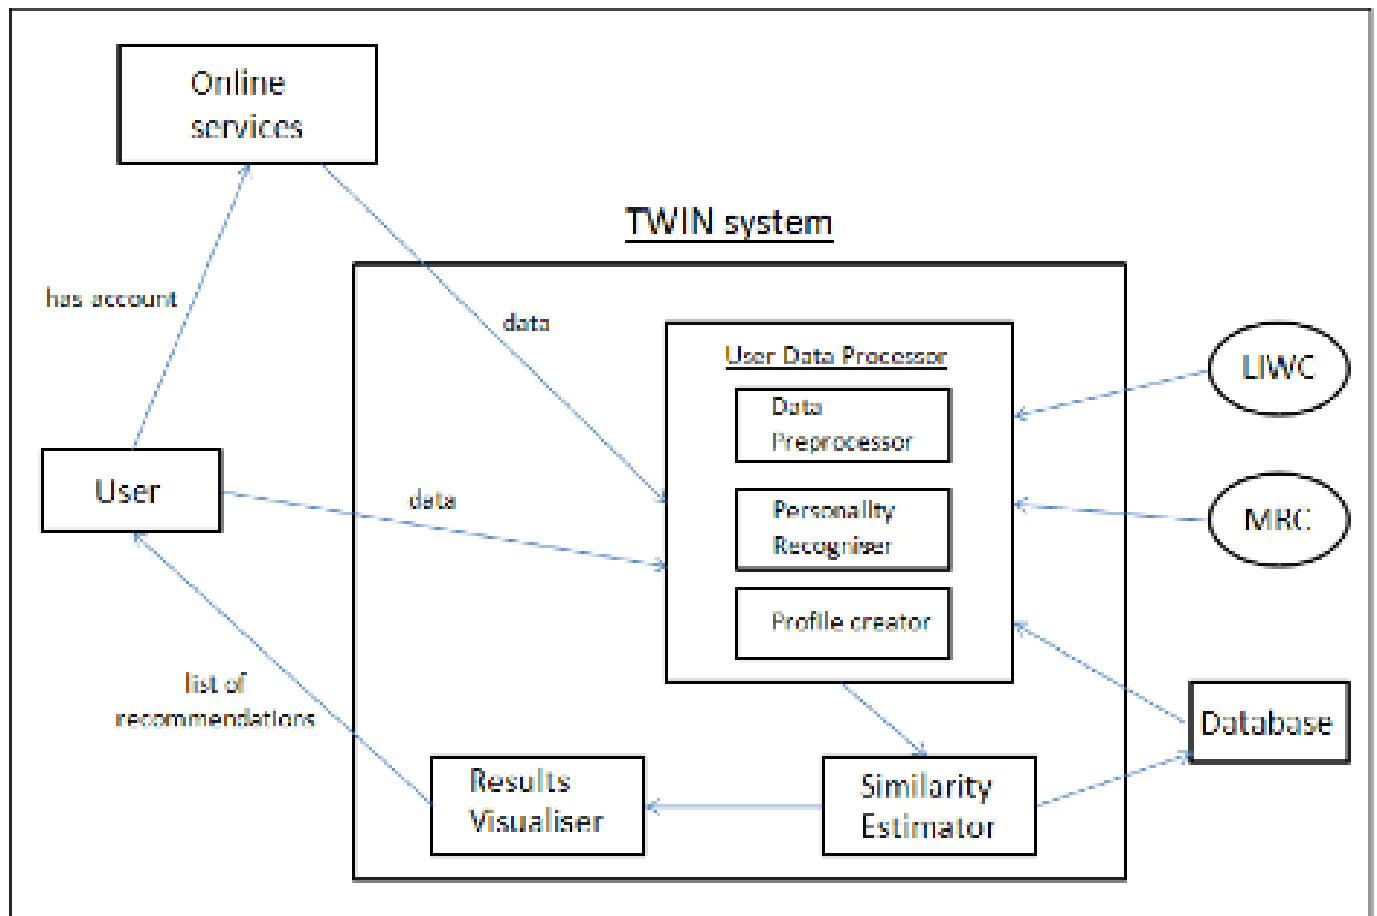 Online
services
TWIN system
has account
data
User Data Processor
LIWC
Data
Preprocessor
User
data
Personality
Recogniser
MRC
Profile creator
list of
recommendations
Database
Results
Visualiser
Similarity
Estimator